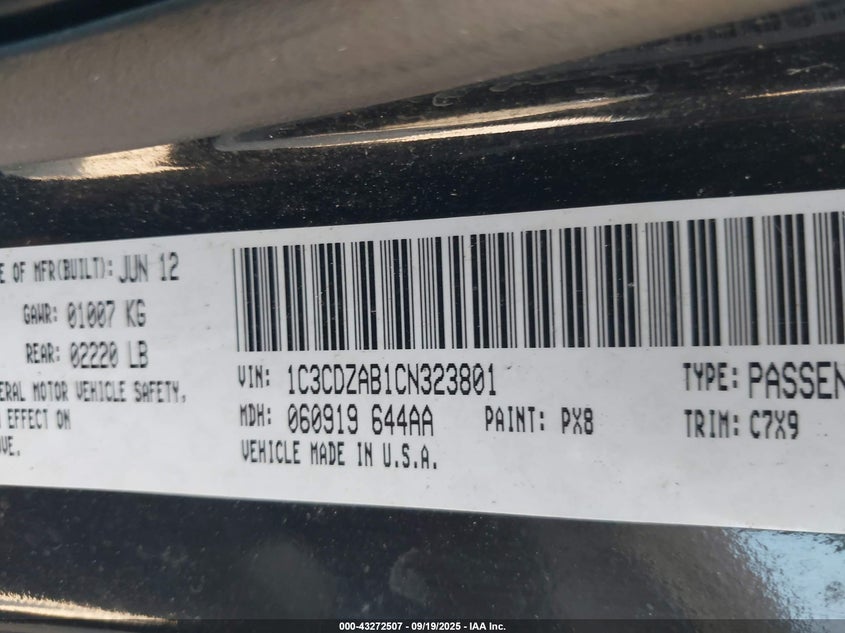 E OF MFR(BUILT): JUN 12
GAWR: 01007 KG
REAR: 02220 LB
ERAL MOTOR VEHICLE SAFETY,
EFFECT ON
OVE.
VIN: 1C3CDZAB1CN323801
TYPE: PASSEN
MDH: 060919 644AA
PAINT: PX8
TRIM: C7X9
VEHICLE MADE IN U.S.A.
000-43272507 - 09/19/2025 - IAA Inc.